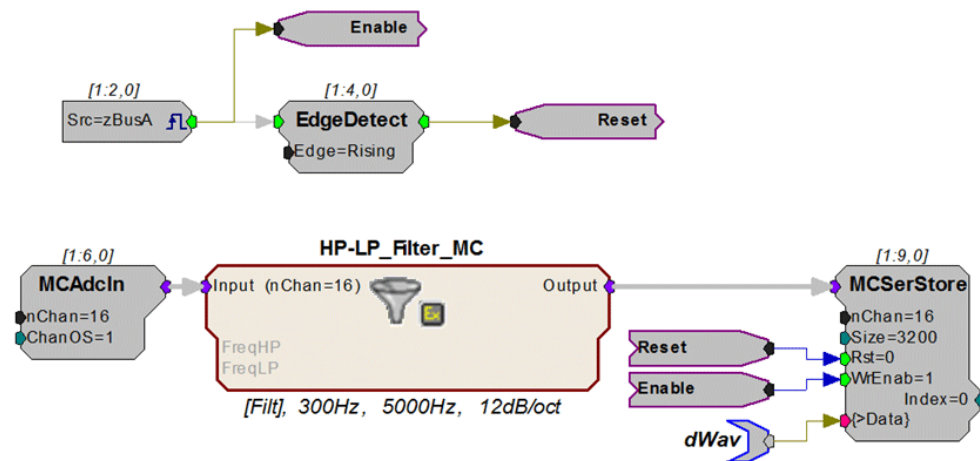 Enable
[1:2,0]
[1:4,0]
Src=zBusA
EdgeDetect
Reset
Edge=Rising
HP-LP_Filter_MC
[1:6,0]
[1:9,0]
MCAdcIn
Input (nChan=16)
Ex
Output
MCSerStore
nChan=16
nChan=16
ChanOS=1
Size=3200
FreqHP
Reset
Rst=0
FreqLP
Enable
WrEnab=1
Index=0
[Filt], 300Hz, 5000Hz, 12dB/oct
dWav
{>Data}